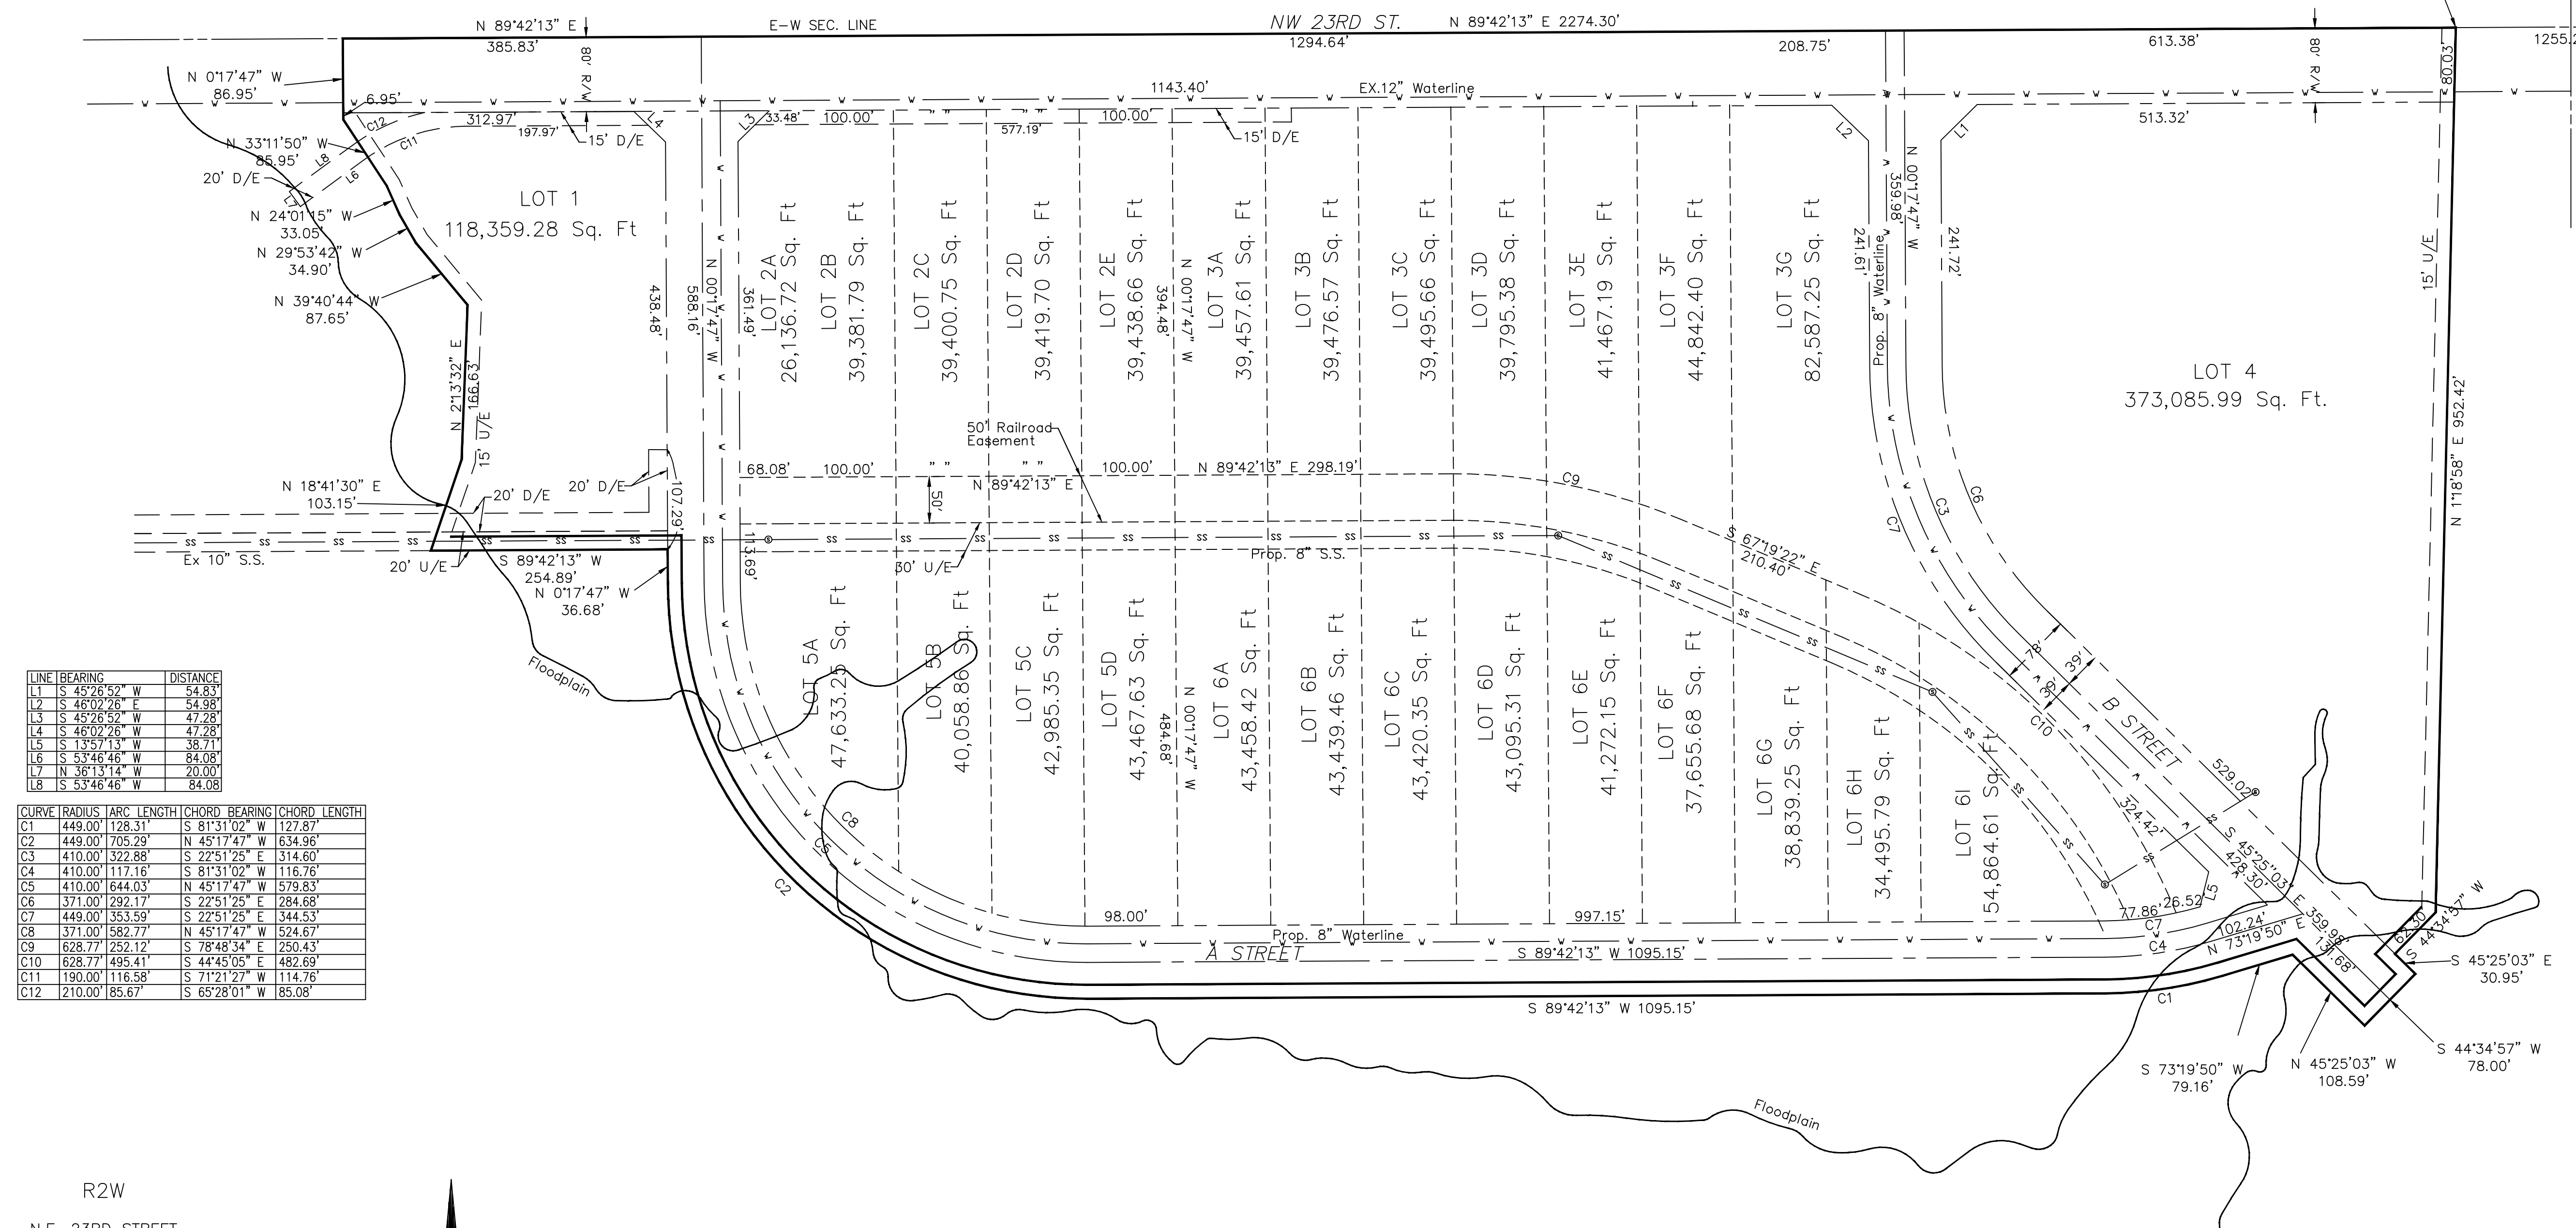 N 89°42'13" E
E-W SEC. LINE
NW 23RD ST.
N 89°42'13" E 2274.30'
385.83'
1294.64'
208.75'
613.38'
1255.2
80' R/W
80' R/W
80.03'
N 0°17'47" W
86.95'
6.95'
1143.40'
EX.12" Waterline
C12
312.97'
197.97'
15' D/E
L4
L3
33.48'
100.00'
" "
" "
577.19'
100.00'
15' D/E
L2
L1
513.32'
N 33°11'50" W
85.95'
C11
L8
L6
20' D/E
L7
N 24°01'15" W
33.05'
N 29°53'42" W
34.90'
N 39°40'44" W
87.65'
LOT 1
118,359.28 Sq. Ft
438.48'
588.16'
N 00°17'47" W
361.49'
LOT 2A
26,136.72 Sq. Ft
LOT 2B
39,381.79 Sq. Ft
LOT 2C
39,400.75 Sq. Ft
LOT 2D
39,419.70 Sq. Ft
LOT 2E
39,438.66 Sq. Ft
394.48'
N 00°17'47" W
LOT 3A
39,457.61 Sq. Ft
LOT 3B
39,476.57 Sq. Ft
LOT 3C
39,495.66 Sq. Ft
LOT 3D
39,795.38 Sq. Ft
LOT 3E
41,467.19 Sq. Ft
LOT 3F
44,842.40 Sq. Ft
LOT 3G
82,587.25 Sq. Ft
241.61'
Prop. 8" Waterline
359.98'
N 00°17'47" W
241.72'
LOT 4
373,085.99 Sq. Ft.
15' U/E
N 1°18'58" E 952.42'
N 2°13'32" E
166.63'
15' U/E
50' Railroad
Easement
68.08'
100.00'
" "
" "
100.00'
N 89°42'13" E 298.19'
N 89°42'13" E
C9
50'
C7
C3
C6
N 18°41'30" E
103.15'
20' D/E
20' D/E
107.29'
113.69'
Ex 10" S.S.
20' U/E
S 89°42'13" W
254.89'
N 0°17'47" W
36.68'
30' U/E
Prop. 8" S.S.
S 67°19'22" E
210.40'
Floodplain
LOT 5A
47,633.25 Sq. Ft
LOT 5B
40,058.86 Sq. Ft
LOT 5C
42,985.35 Sq. Ft
LOT 5D
43,467.63 Sq. Ft
484.68'
N 00°17'47" W
LOT 6A
43,458.42 Sq. Ft
LOT 6B
43,439.46 Sq. Ft
LOT 6C
43,420.35 Sq. Ft
LOT 6D
43,095.31 Sq. Ft
LOT 6E
41,272.15 Sq. Ft
LOT 6F
37,655.68 Sq. Ft
LOT 6G
38,839.25 Sq. Ft
LOT 6H
34,495.79 Sq. Ft
LOT 6I
54,864.61 Sq. Ft
78'
39'
39'
C10
B STREET
529.02'
324.42'
S 45°25'03" E 359.98'
428.30'
131.68'
LINE BEARING DISTANCE
L1 S 45°26'52" W 54.83'
L2 S 46°02'26" E 54.98'
L3 S 45°26'52" W 47.28'
L4 S 46°02'26" W 47.28'
L5 S 13°57'13" W 38.71'
L6 S 53°46'46" W 84.08'
L7 N 36°13'14" W 20.00'
L8 S 53°46'46" W 84.08
CURVE RADIUS ARC LENGTH CHORD BEARING CHORD LENGTH
C1 449.00' 128.31' S 81°31'02" W 127.87'
C2 449.00' 705.29' N 45°17'47" W 634.96'
C3 410.00' 322.88' S 22°51'25" E 314.60'
C4 410.00' 117.16' S 81°31'02" W 116.76'
C5 410.00' 644.03' N 45°17'47" W 579.83'
C6 371.00' 292.17' S 22°51'25" E 284.68'
C7 449.00' 353.59' S 22°51'25" E 344.53'
C8 371.00' 582.77' N 45°17'47" W 524.67'
C9 628.77' 252.12' S 78°48'34" E 250.43'
C10 628.77' 495.41' S 44°45'05" E 482.69'
C11 190.00' 116.58' S 71°21'27" W 114.76'
C12 210.00' 85.67' S 65°28'01" W 85.08'
C8
C5
C2
98.00'
997.15'
77.86'
26.52'
L5
C7
C4
102.24'
N 73°19'50" E
Prop. 8" Waterline
A STREET
S 89°42'13" W 1095.15'
S 89°42'13" W 1095.15'
C1
62.30'
S 44°34'57" W
S 45°25'03" E
30.95'
S 44°34'57" W
78.00'
N 45°25'03" W
108.59'
S 73°19'50" W
79.16'
Floodplain
R2W
N.E. 23RD STREET